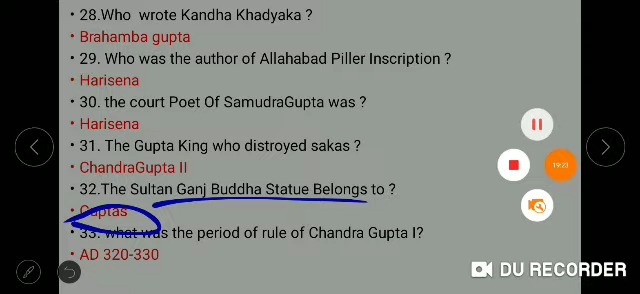 • 28.Who wrote Kandha Khadyaka ?
• Brahamba gupta
• 29. Who was the author of Allahabad Piller Inscription ?
• Harisena
• 30. the court Poet Of SamudraGupta was ?
• Harisena
• 31. The Gupta King who distroyed sakas ?
• ChandraGupta II
• 32.The Sultan Ganj Buddha Statue Belongs to ?
• Guptas
• 33. what was the period of rule of Chandra Gupta I?
• AD 320-330
19:23
DU RECORDER